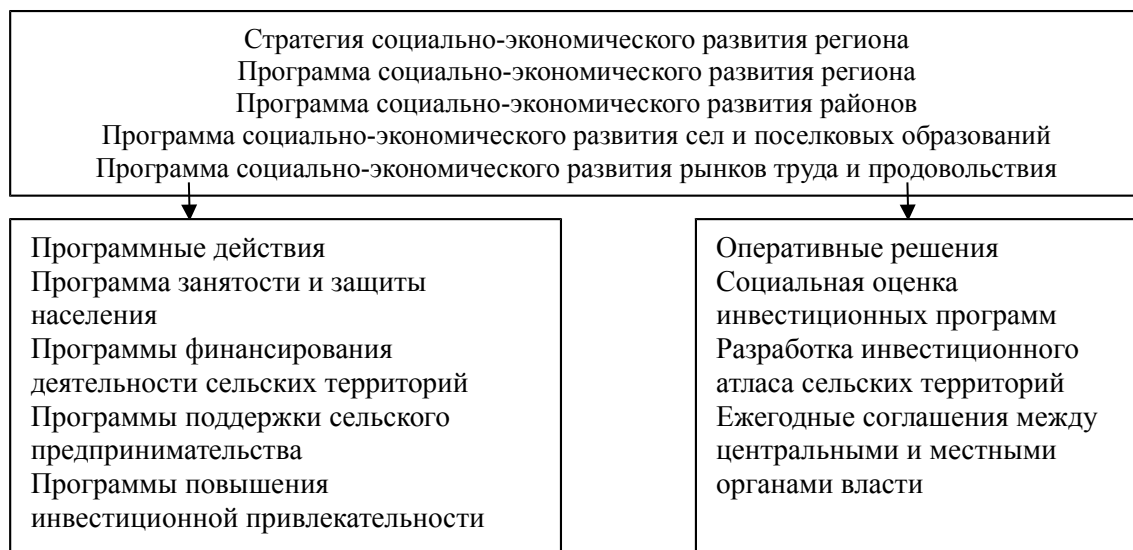 Стратегия социально-экономического развития региона
Программа социально-экономического развития региона
Программа социально-экономического развития районов
Программа социально-экономического развития сел и поселковых образований
Программа социально-экономического развития рынков труда и продовольствия
Программные действия
Программа занятости и защиты
населения
Программы финансирования
деятельности сельских территорий
Программы поддержки сельского
предпринимательства
Программы повышения
инвестиционной привлекательности
Оперативные решения
Социальная оценка
инвестиционных программ
Разработка инвестиционного
атласа сельских территорий
Ежегодные соглашения между
центральными и местными
органами власти